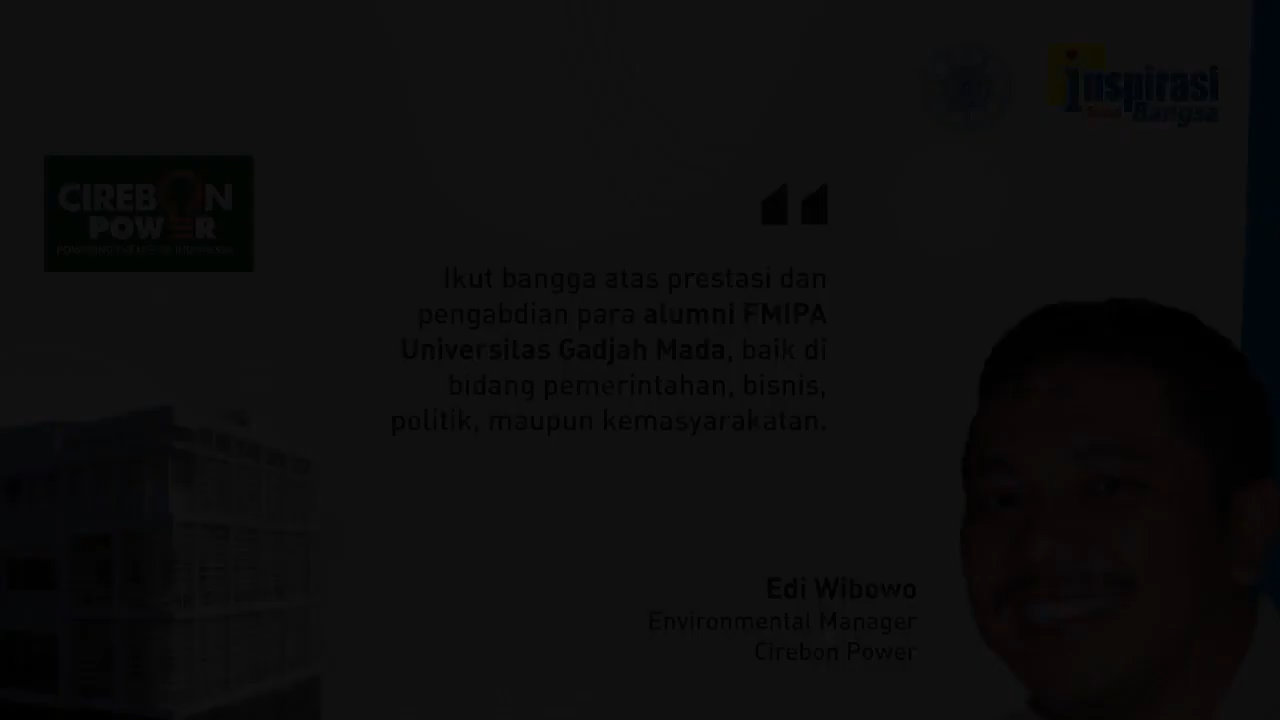 inspirasi
Bangsa
CIREBON
POWER
Ikut bangga atas prestasi dan
pengabdian para alumni FMIPA
Universitas Gadjah Mada, baik di
bidang pemerintahan, bisnis,
politik, maupun kemasyarakatan.
Edi Wibowo
Environmental Manager
Cirebon Power